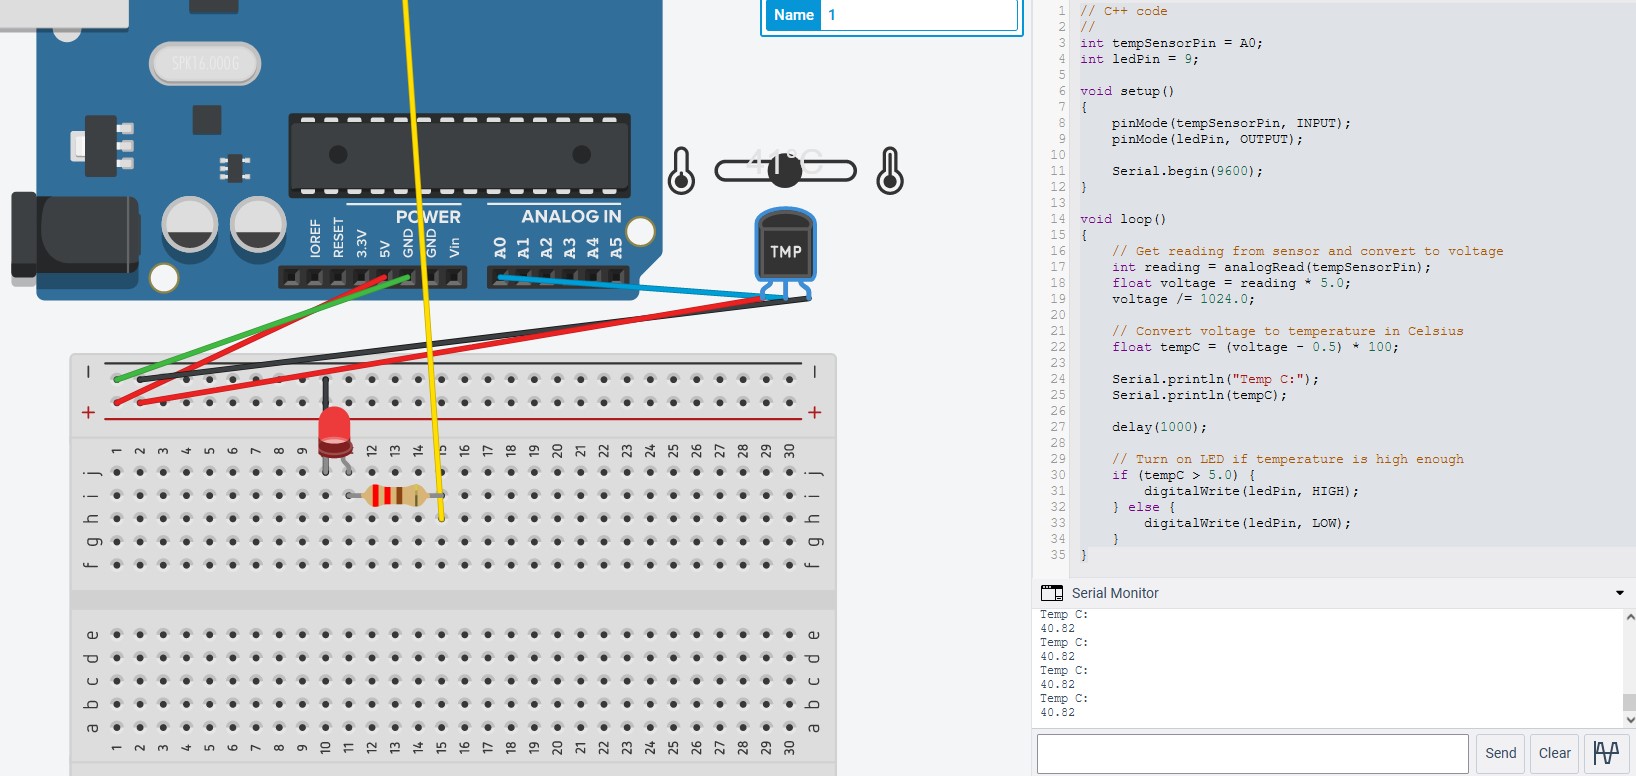 SPK16.000G
IOREF
RESET
3.3V
5V
GND
GND
Vin
POWER
A0
A1
A2
A3
A4
A5
ANALOG IN
Name 1
41°C
TMP
− −
+ +
1 2 3 4 5 6 7 8 9 12 13 14 15 16 17 18 19 20 21 22 23 24 25 26 27 28 29 30
j j
i i
h h
g g
f f
e e
d d
c c
b b
a a
1 2 3 4 5 6 7 8 9 10 11 12 13 14 15 16 17 18 19 20 21 22 23 24 25 26 27 28 29 30
1 // C++ code
2 //
3 int tempSensorPin = A0;
4 int ledPin = 9;
5
6 void setup()
7 {
8 pinMode(tempSensorPin, INPUT);
9 pinMode(ledPin, OUTPUT);
10
11 Serial.begin(9600);
12 }
13
14 void loop()
15 {
16 // Get reading from sensor and convert to voltage
17 int reading = analogRead(tempSensorPin);
18 float voltage = reading * 5.0;
19 voltage /= 1024.0;
20
21 // Convert voltage to temperature in Celsius
22 float tempC = (voltage - 0.5) * 100;
23
24 Serial.println("Temp C:");
25 Serial.println(tempC);
26
27 delay(1000);
28
29 // Turn on LED if temperature is high enough
30 if (tempC > 5.0) {
31 digitalWrite(ledPin, HIGH);
32 } else {
33 digitalWrite(ledPin, LOW);
34 }
35 }
Serial Monitor
Temp C:
40.82
Temp C:
40.82
Temp C:
40.82
Temp C:
40.82
Send
Clear